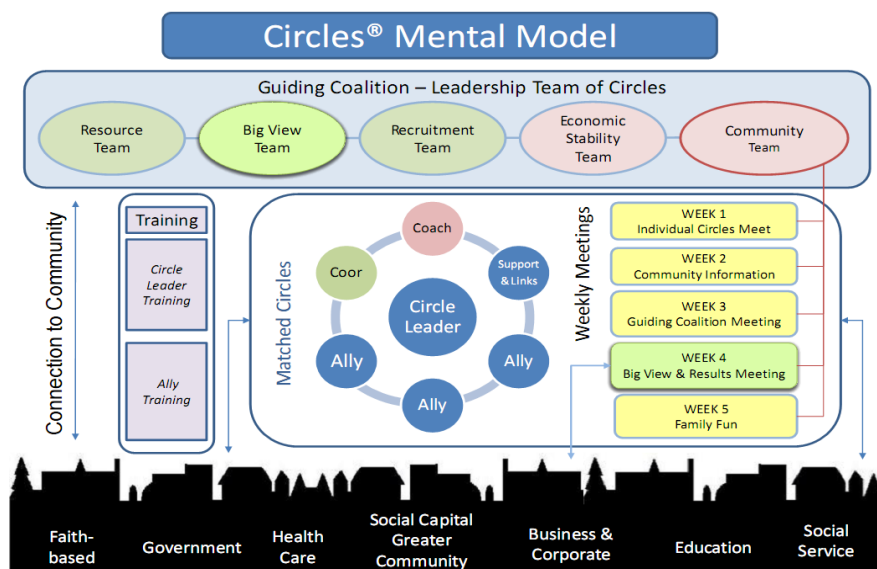 Circles® Mental Model
Guiding Coalition – Leadership Team of Circles
Resource
Team
Big View
Team
Recruitment
Team
Economic
Stability
Team
Community
Team
Connection to Community
Training
Circle
Leader
Training
Ally
Training
Matched Circles
Coach
Coor
Support
& Links
Circle
Leader
Ally
Ally
Ally
Weekly Meetings
WEEK 1
Individual Circles Meet
WEEK 2
Community Information
WEEK 3
Guiding Coalition Meeting
WEEK 4
Big View & Results Meeting
WEEK 5
Family Fun
Faith-
based
Government
Health
Care
Social Capital
Greater
Community
Business &
Corporate
Education
Social
Service